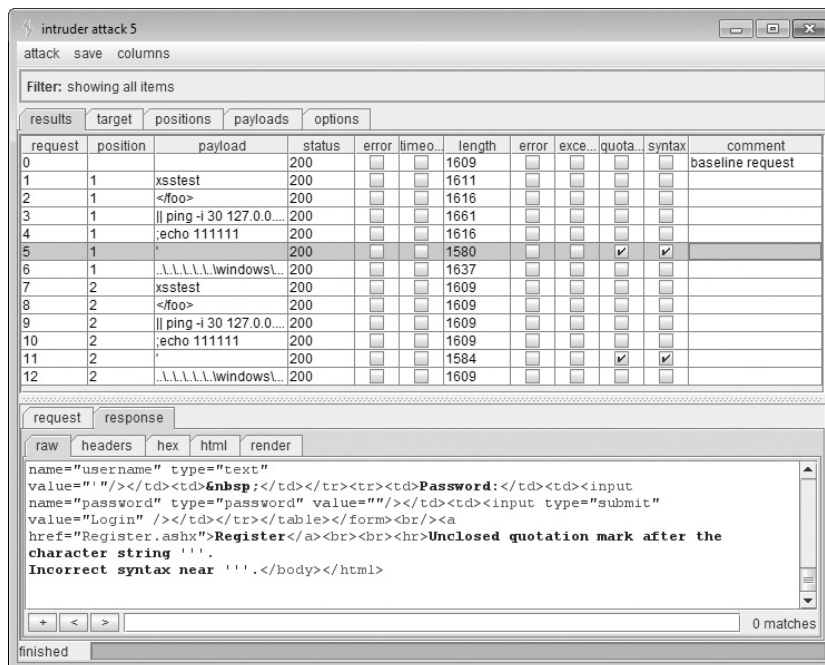 intruder attack 5
attack save columns
Filter: showing all items
results target positions payloads options
request position payload status error timeo... length error exce... quota... syntax comment
0 200 1609 baseline request
1 1 xsstest 200 1611
2 1 </foo> 200 1616
3 1 || ping -i 30 127.0.0.... 200 1661
4 1 ;echo 111111 200 1616
5 1 ' 200 1580
6 1 ..\..\..\..\..\windows\... 200 1637
7 2 xsstest 200 1609
8 2 </foo> 200 1609
9 2 || ping -i 30 127.0.0.... 200 1609
10 2 ;echo 111111 200 1609
11 2 ' 200 1584
12 2 ..\..\..\..\..\windows\... 200 1609
request response
raw headers hex html render
name="username" type="text"
value="'"/></td><td>&nbsp;</td></tr><tr><td>Password:</td><td><input
name="password" type="password" value=""/></td><td><input type="submit"
value="Login" /></td></tr></table></form><br/><a
href="Register.ashx">Register</a><br><br><hr>Unclosed quotation mark after the
character string '''.
Incorrect syntax near '''.</body></html>
+ < > 0 matches
finished